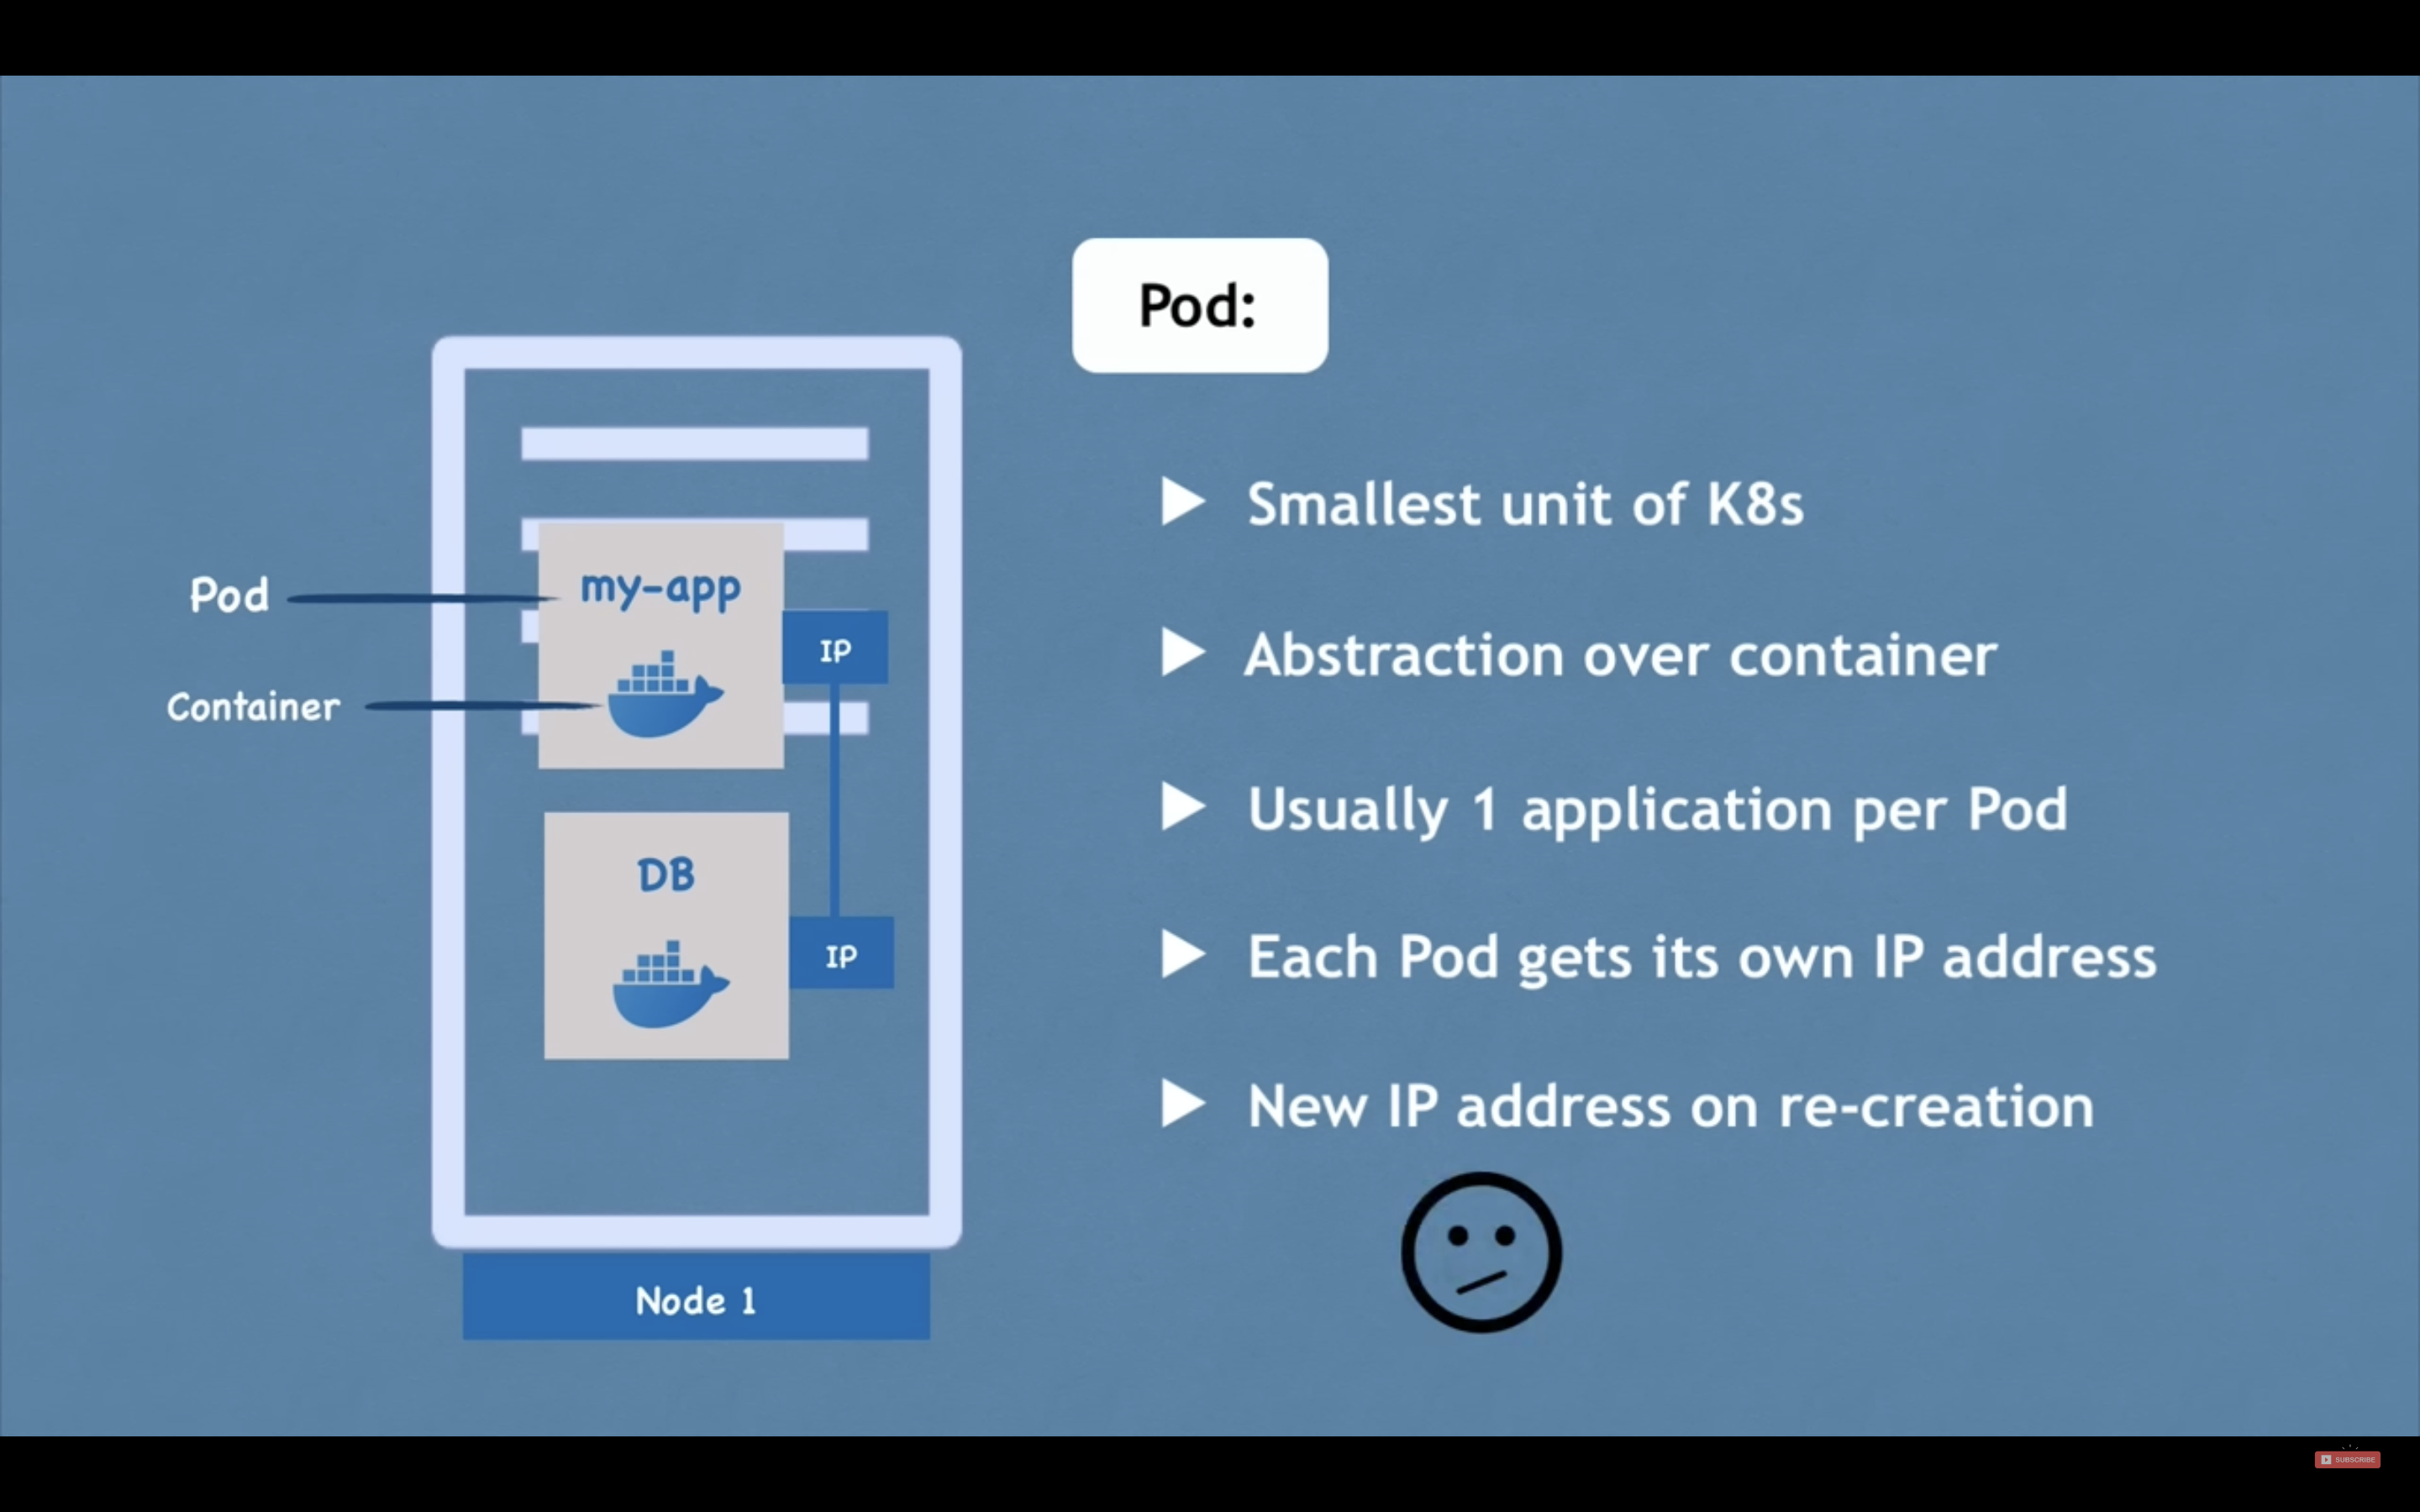 Pod:
Smallest unit of K8s
Abstraction over container
Usually 1 application per Pod
Each Pod gets its own IP address
New IP address on re-creation
Pod
my-app
IP
Container
DB
IP
Node 1
SUBSCRIBE